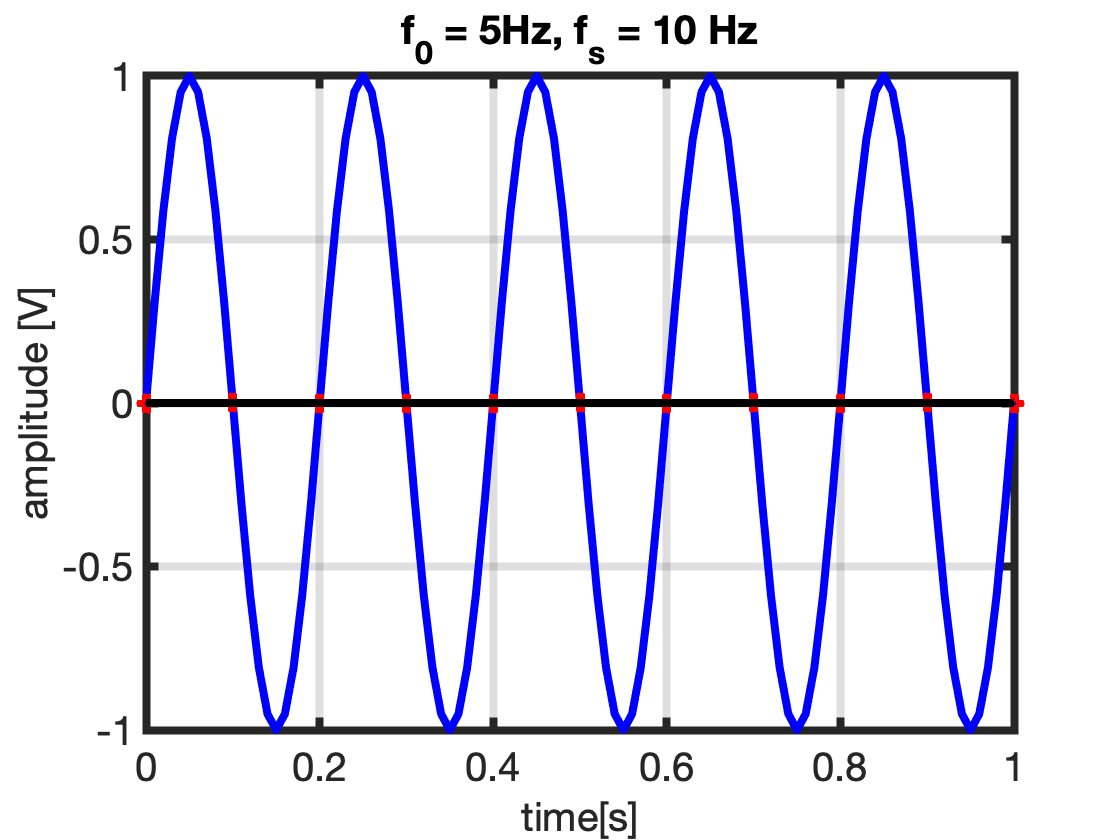 f₀ = 5Hz, fₛ = 10 Hz
1
0.5
0
-0.5
-1
amplitude [V]
0 0.2 0.4 0.6 0.8 1
time[s]